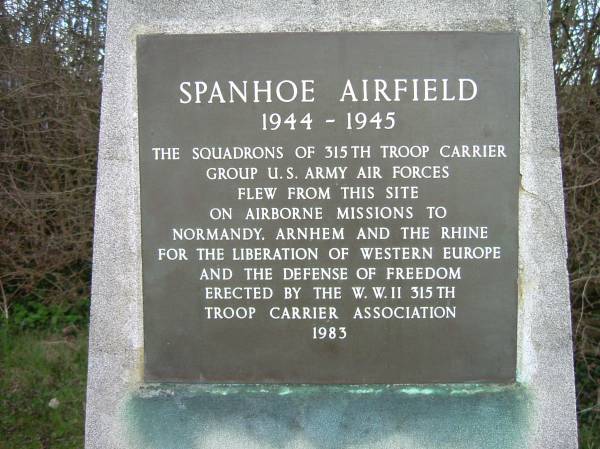 SPANHOE AIRFIELD
1944 - 1945
THE SQUADRONS OF 315TH TROOP CARRIER
GROUP U.S. ARMY AIR FORCES
FLEW FROM THIS SITE
ON AIRBORNE MISSIONS TO
NORMANDY, ARNHEM AND THE RHINE
FOR THE LIBERATION OF WESTERN EUROPE
AND THE DEFENSE OF FREEDOM
ERECTED BY THE W.W.II 315TH
TROOP CARRIER ASSOCIATION
1983